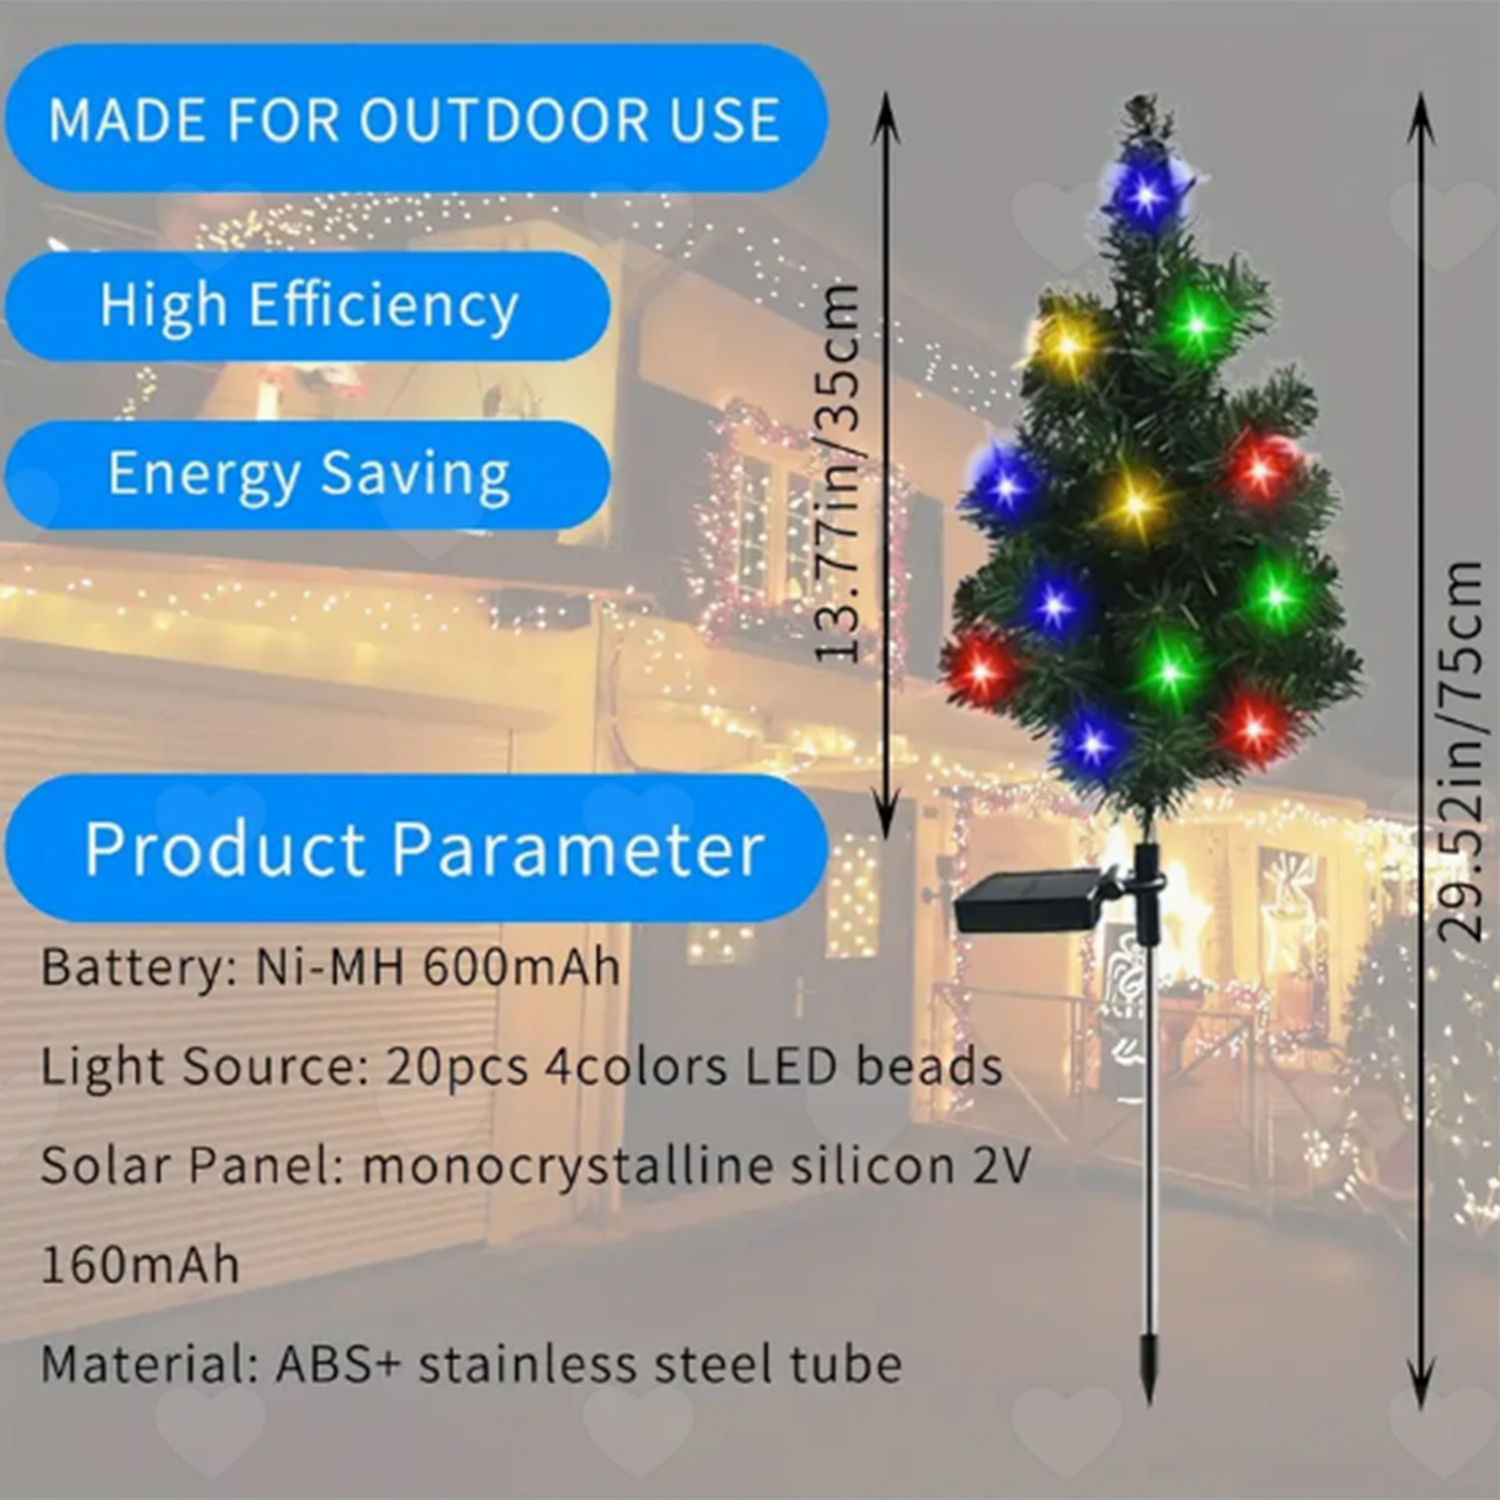 MADE FOR OUTDOOR USE
High Efficiency
Energy Saving
13.77in/35cm
29.52in/75cm
Product Parameter
Battery: Ni-MH 600mAh
Light Source: 20pcs 4colors LED beads
Solar Panel: monocrystalline silicon 2V
160mAh
Material: ABS+ stainless steel tube